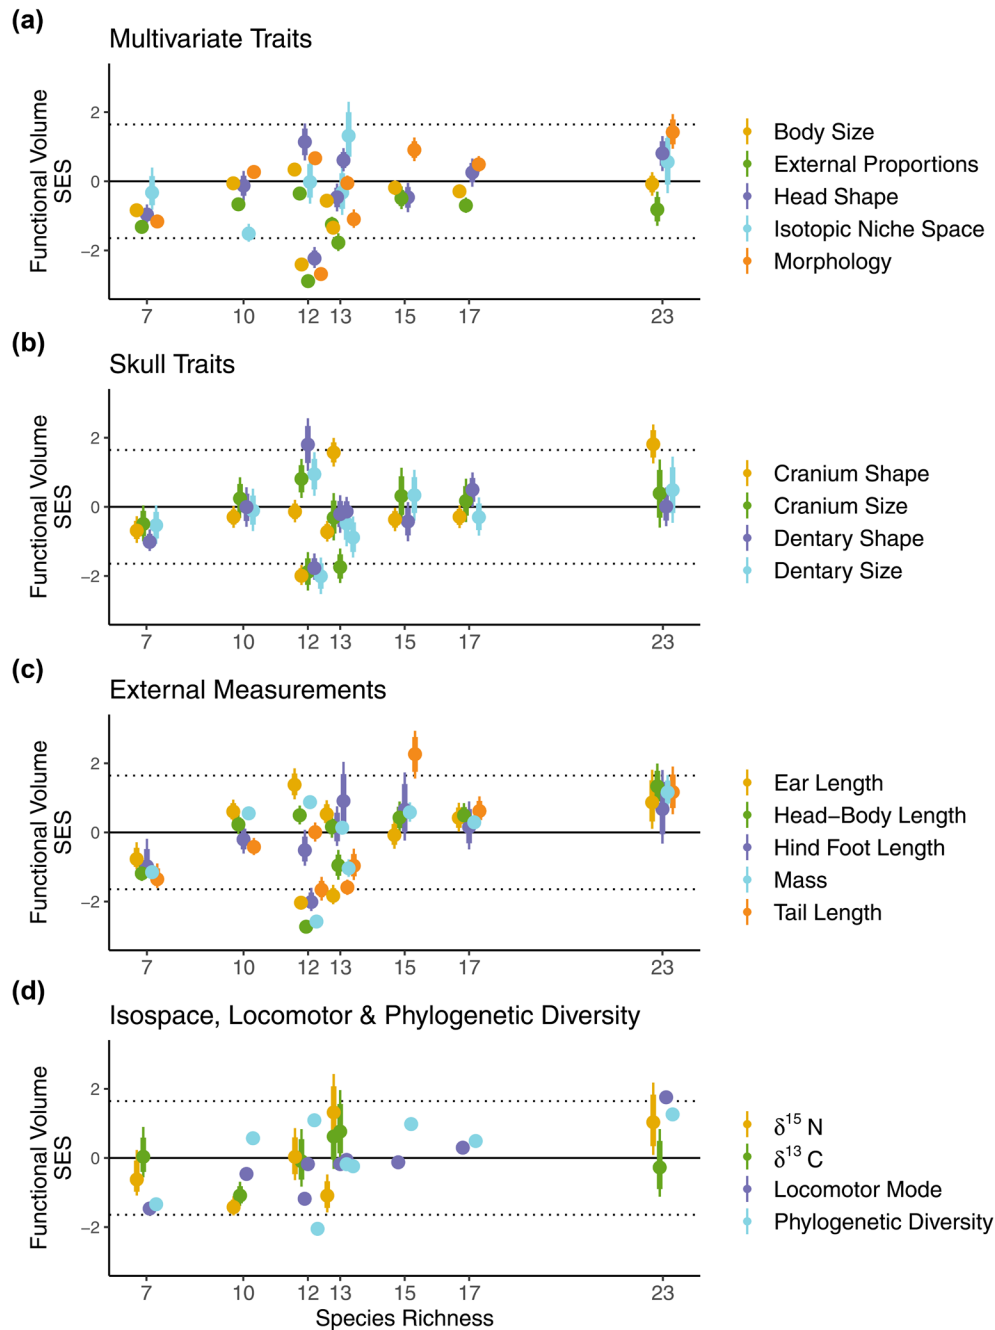 (a)
Multivariate Traits
Functional Volume
SES
2
0
−2
7 10 12 13 15 17 23
Body Size
External Proportions
Head Shape
Isotopic Niche Space
Morphology
(b)
Skull Traits
Functional Volume
SES
2
0
−2
7 10 12 13 15 17 23
Cranium Shape
Cranium Size
Dentary Shape
Dentary Size
(c)
External Measurements
Functional Volume
SES
2
0
−2
7 10 12 13 15 17 23
Ear Length
Head−Body Length
Hind Foot Length
Mass
Tail Length
(d)
Isospace, Locomotor & Phylogenetic Diversity
Functional Volume
SES
2
0
−2
7 10 12 13 15 17 23
Species Richness
δ15 N
δ13 C
Locomotor Mode
Phylogenetic Diversity